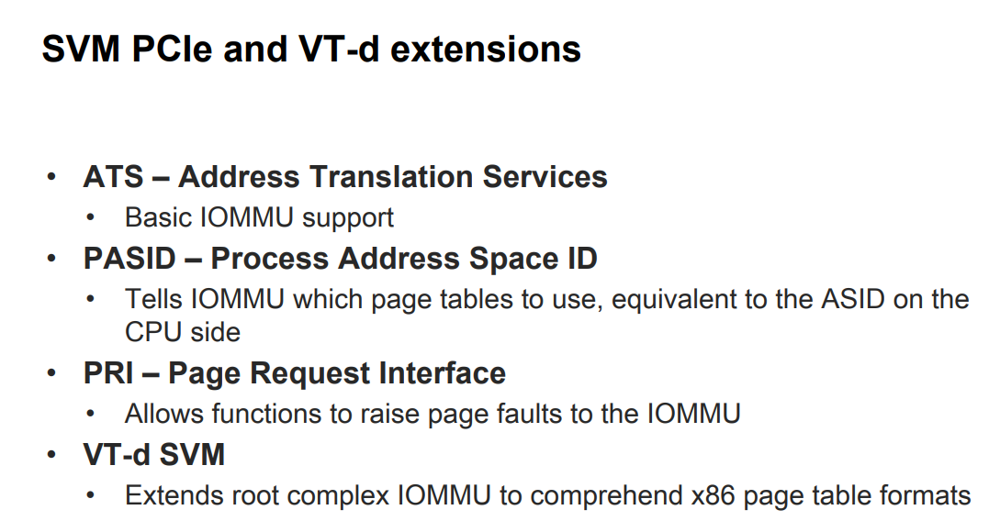 SVM PCIe and VT-d extensions
• ATS – Address Translation Services
• Basic IOMMU support
• PASID – Process Address Space ID
• Tells IOMMU which page tables to use, equivalent to the ASID on the
CPU side
• PRI – Page Request Interface
• Allows functions to raise page faults to the IOMMU
• VT-d SVM
• Extends root complex IOMMU to comprehend x86 page table formats